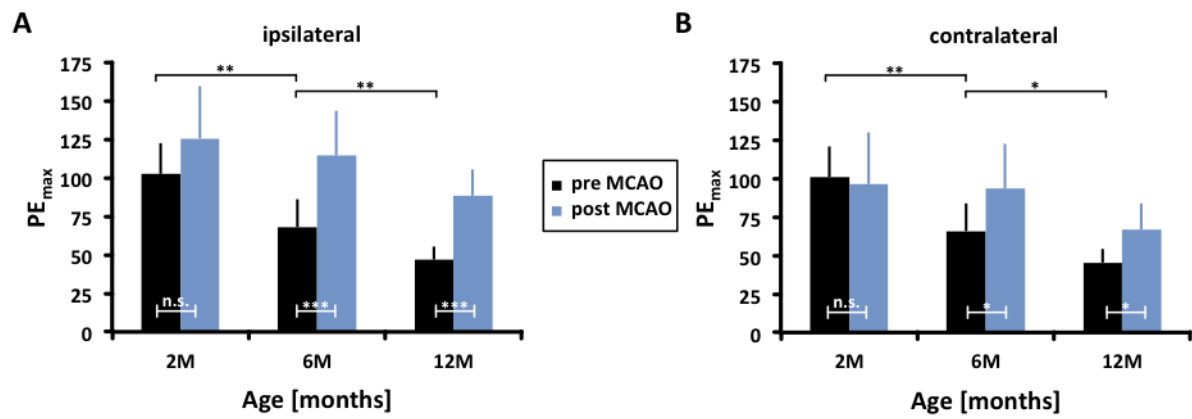 A
ipsilateral
175
150
125
100
75
50
25
0
PEmax
**
**
n.s.
***
***
2M
6M
12M
Age [months]
pre MCAO
post MCAO
B
contralateral
175
150
125
100
75
50
25
0
PEmax
**
*
n.s.
*
*
2M
6M
12M
Age [months]